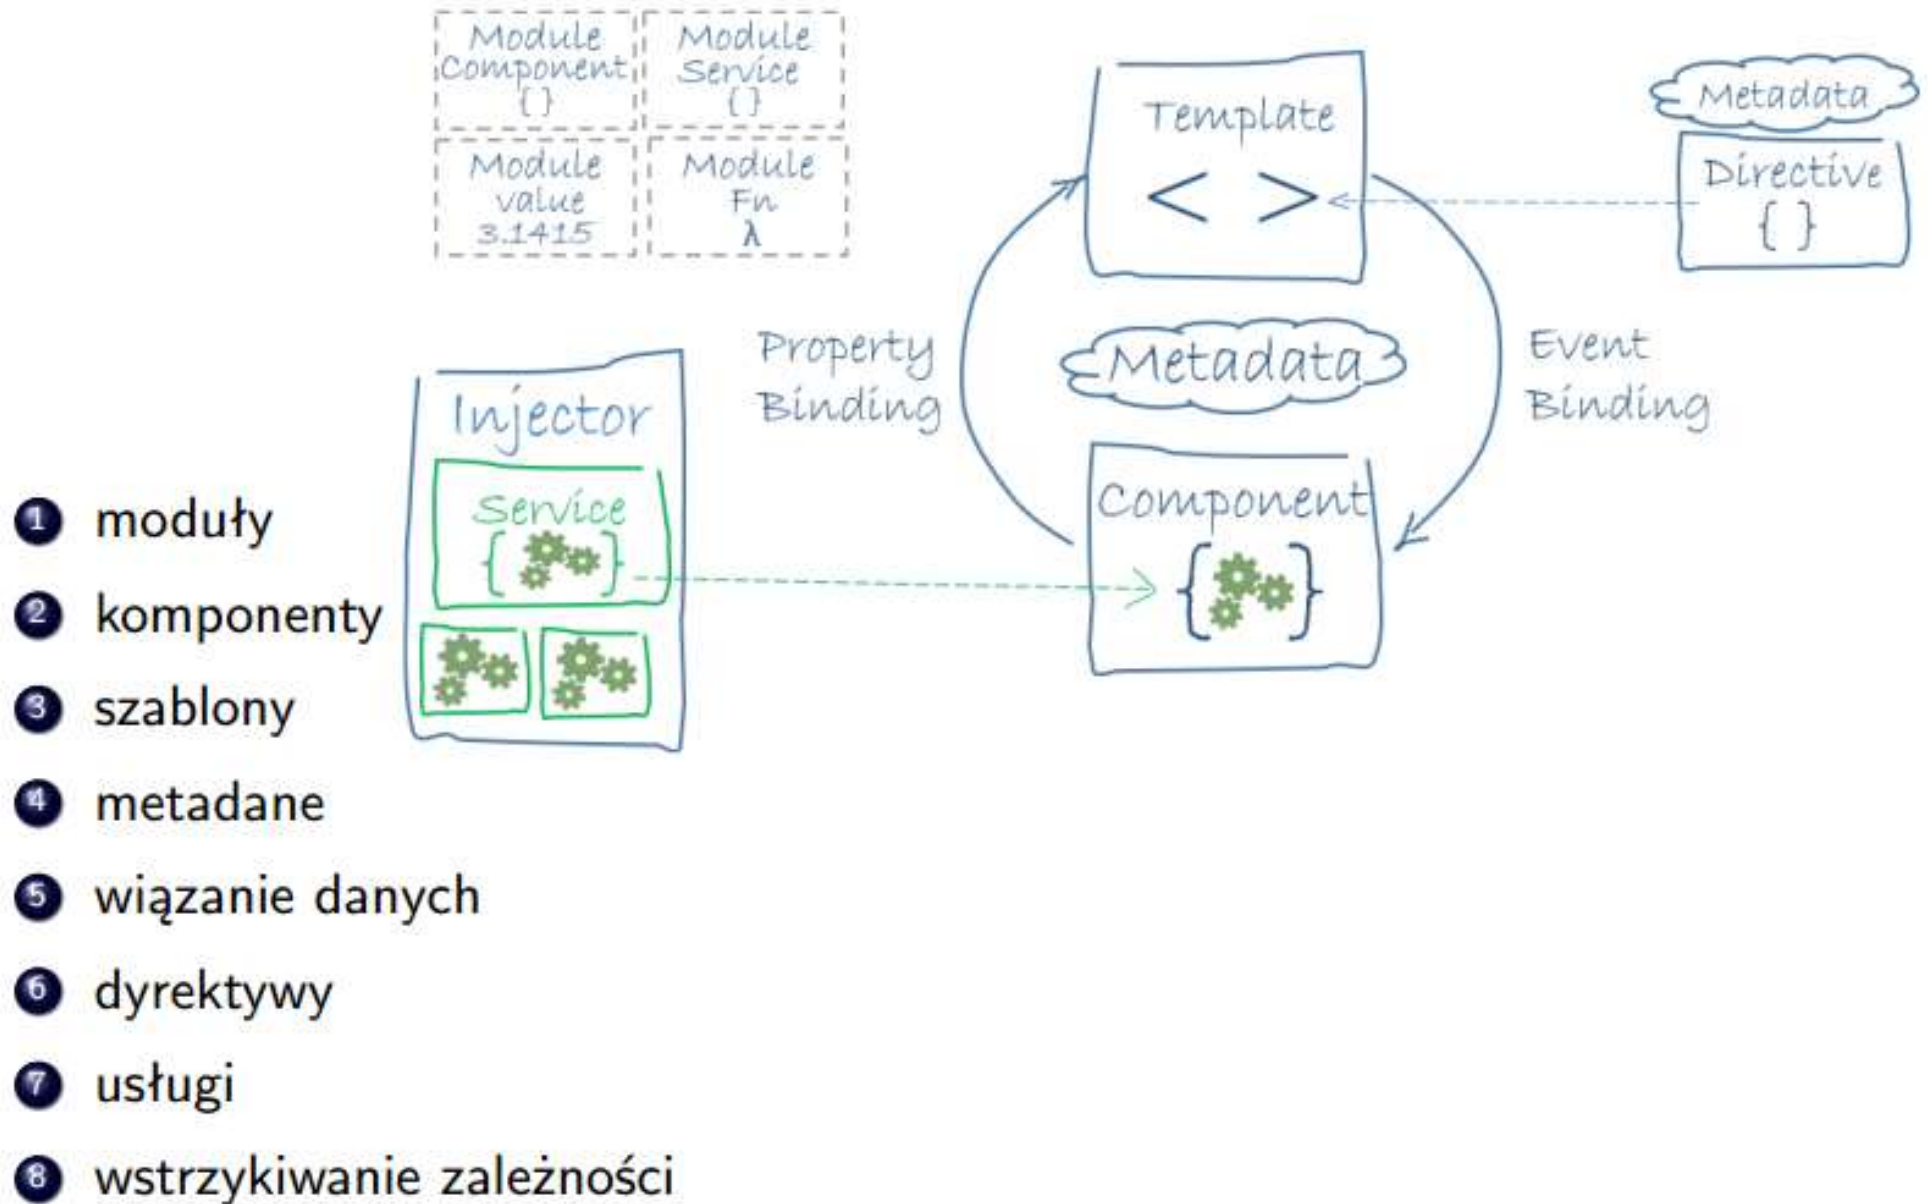 Module
Component
{ }
Module
Service
{ }
Module
value
3.1415
Module
Fn
λ
Template
< >
Metadata
Directive
{ }
Property
Binding
Metadata
Event
Binding
Injector
Service
{ }
Component
{ }
1 moduły
2 komponenty
3 szablony
4 metadane
5 wiązanie danych
6 dyrektywy
7 usługi
8 wstrzykiwanie zależności